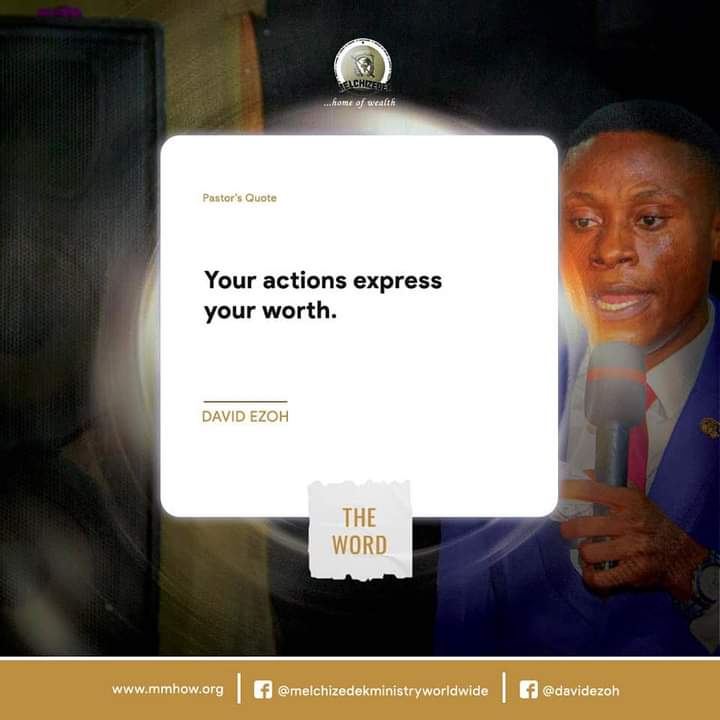 MELCHIZEDEK
...home of wealth
Pastor's Quote
Your actions express
your worth.
DAVID EZOH
THE
WORD
www.mmhow.org
@melchizedekministryworldwide
@davidezoh